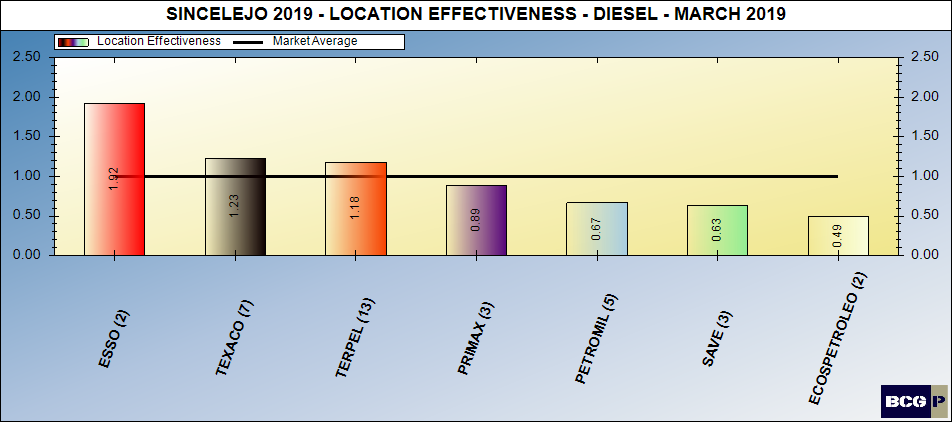 SINCELEJO 2019 - LOCATION EFFECTIVENESS - DIESEL - MARCH 2019
Location Effectiveness Market Average
2.50 2.50
2.00 2.00
1.50 1.50
1.00 1.00
0.50 0.50
0.00 0.00
1.92 1.23 1.18 0.89 0.67 0.63 0.49
ESSO (2) TEXACO (7) TERPEL (13) PRIMAX (3) PETROMIL (5) SAVE (3) ECOSPETROLEO (2)
BCG P